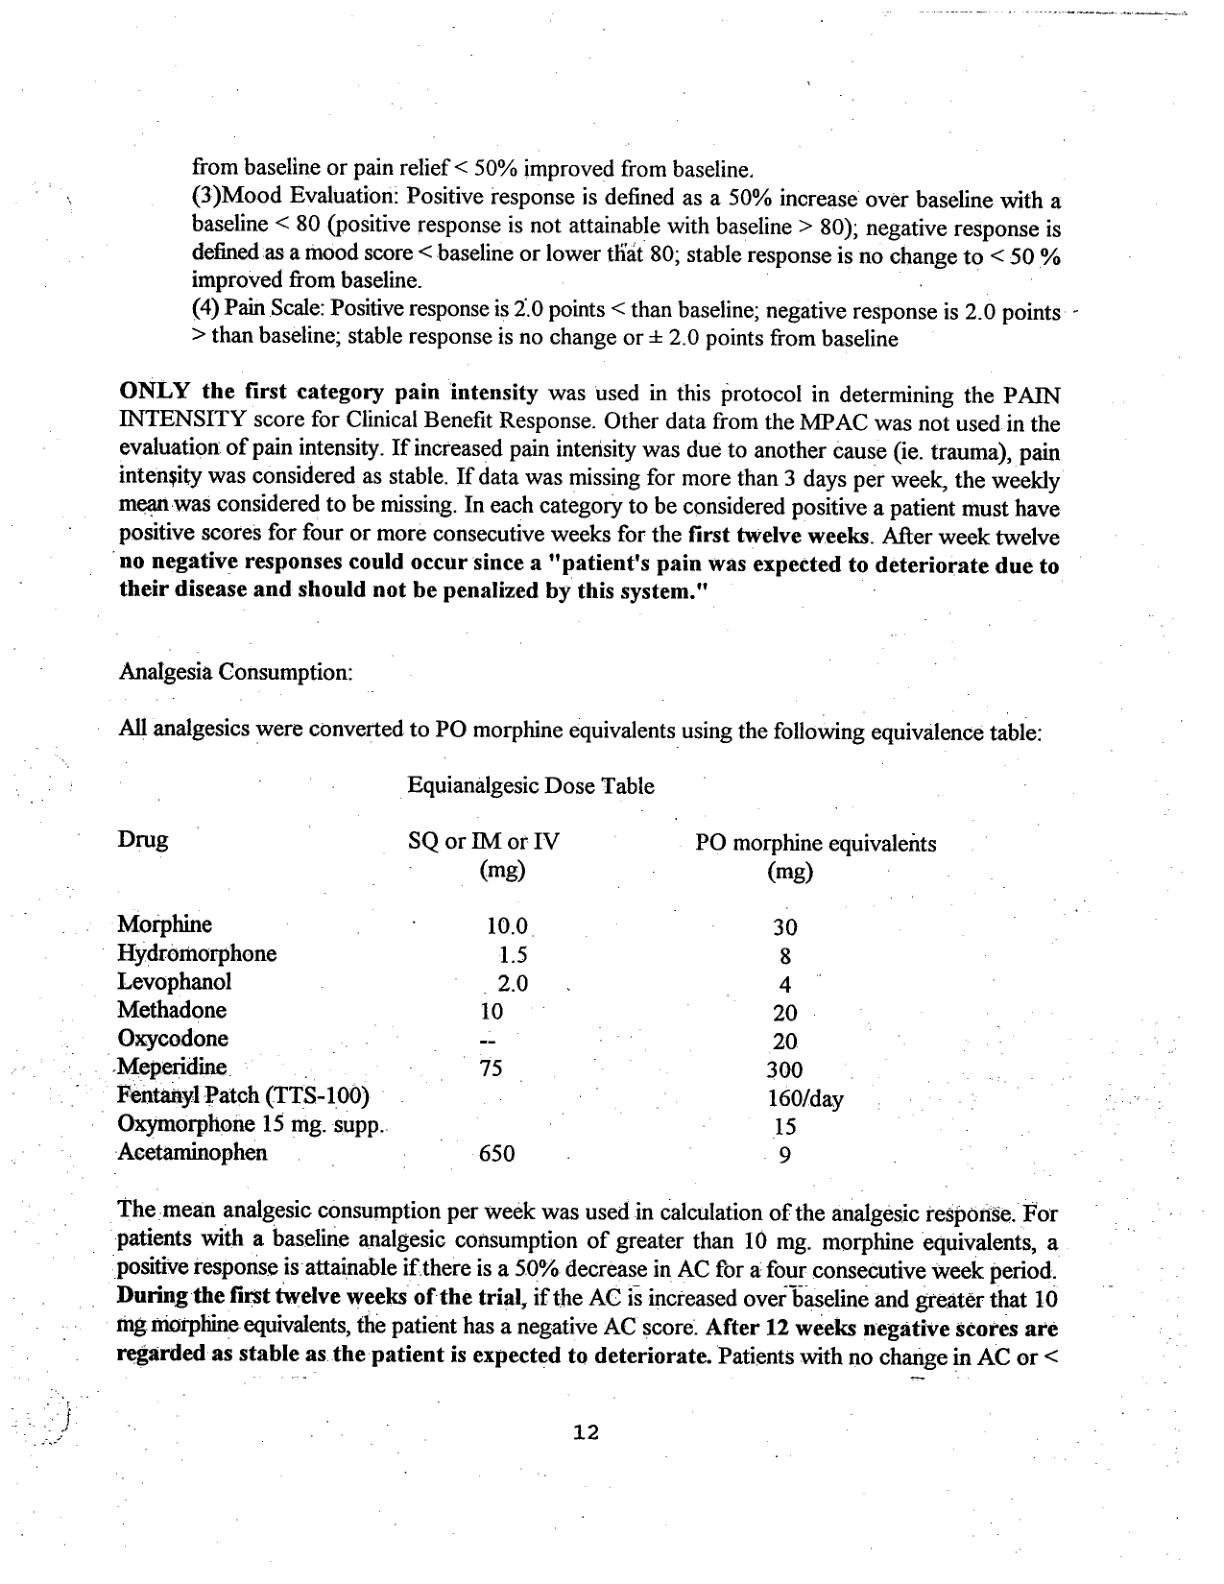 from baseline or pain relief < 50% improved from baseline.
(3)Mood Evaluation: Positive response is defined as a 50% increase over baseline with a
baseline < 80 (positive response is not attainable with baseline > 80); negative response is
defined as a mood score < baseline or lower that 80; stable response is no change to < 50 %
improved from baseline.
(4) Pain Scale: Positive response is 2.0 points < than baseline; negative response is 2.0 points
> than baseline; stable response is no change or ± 2.0 points from baseline
ONLY the first category pain intensity was used in this protocol in determining the PAIN
INTENSITY score for Clinical Benefit Response. Other data from the MPAC was not used in the
evaluation of pain intensity. If increased pain intensity was due to another cause (ie. trauma), pain
intensity was considered as stable. If data was missing for more than 3 days per week, the weekly
mean was considered to be missing. In each category to be considered positive a patient must have
positive scores for four or more consecutive weeks for the first twelve weeks. After week twelve
no negative responses could occur since a "patient's pain was expected to deteriorate due to
their disease and should not be penalized by this system."
Analgesia Consumption:
All analgesics were converted to PO morphine equivalents using the following equivalence table:
Equianalgesic Dose Table
Drug SQ or IM or IV PO morphine equivalents
(mg) (mg)
Morphine 10.0 30
Hydromorphone 1.5 8
Levophanol 2.0 4
Methadone 10 20
Oxycodone -- 20
Meperidine 75 300
Fentanyl Patch (TTS-100) 160/day
Oxymorphone 15 mg. supp. 15
Acetaminophen 650 9
The mean analgesic consumption per week was used in calculation of the analgesic response. For
patients with a baseline analgesic consumption of greater than 10 mg. morphine equivalents, a
positive response is attainable if there is a 50% decrease in AC for a four consecutive week period.
During the first twelve weeks of the trial, if the AC is increased over baseline and greater that 10
mg morphine equivalents, the patient has a negative AC score. After 12 weeks negative scores are
regarded as stable as the patient is expected to deteriorate. Patients with no change in AC or <
12